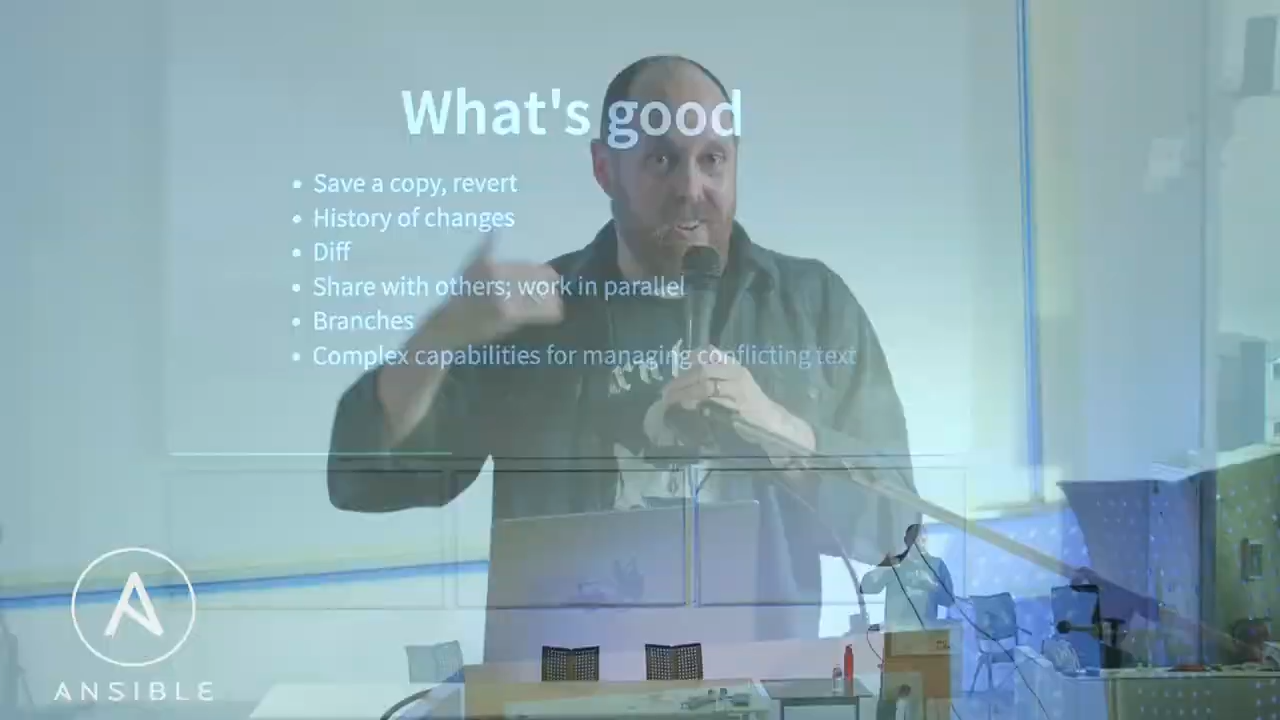 What's good
Save a copy, revert
History of changes
Diff
Share with others; work in parallel
Branches
Complex capabilities for managing conflicting text
ANSIBLE